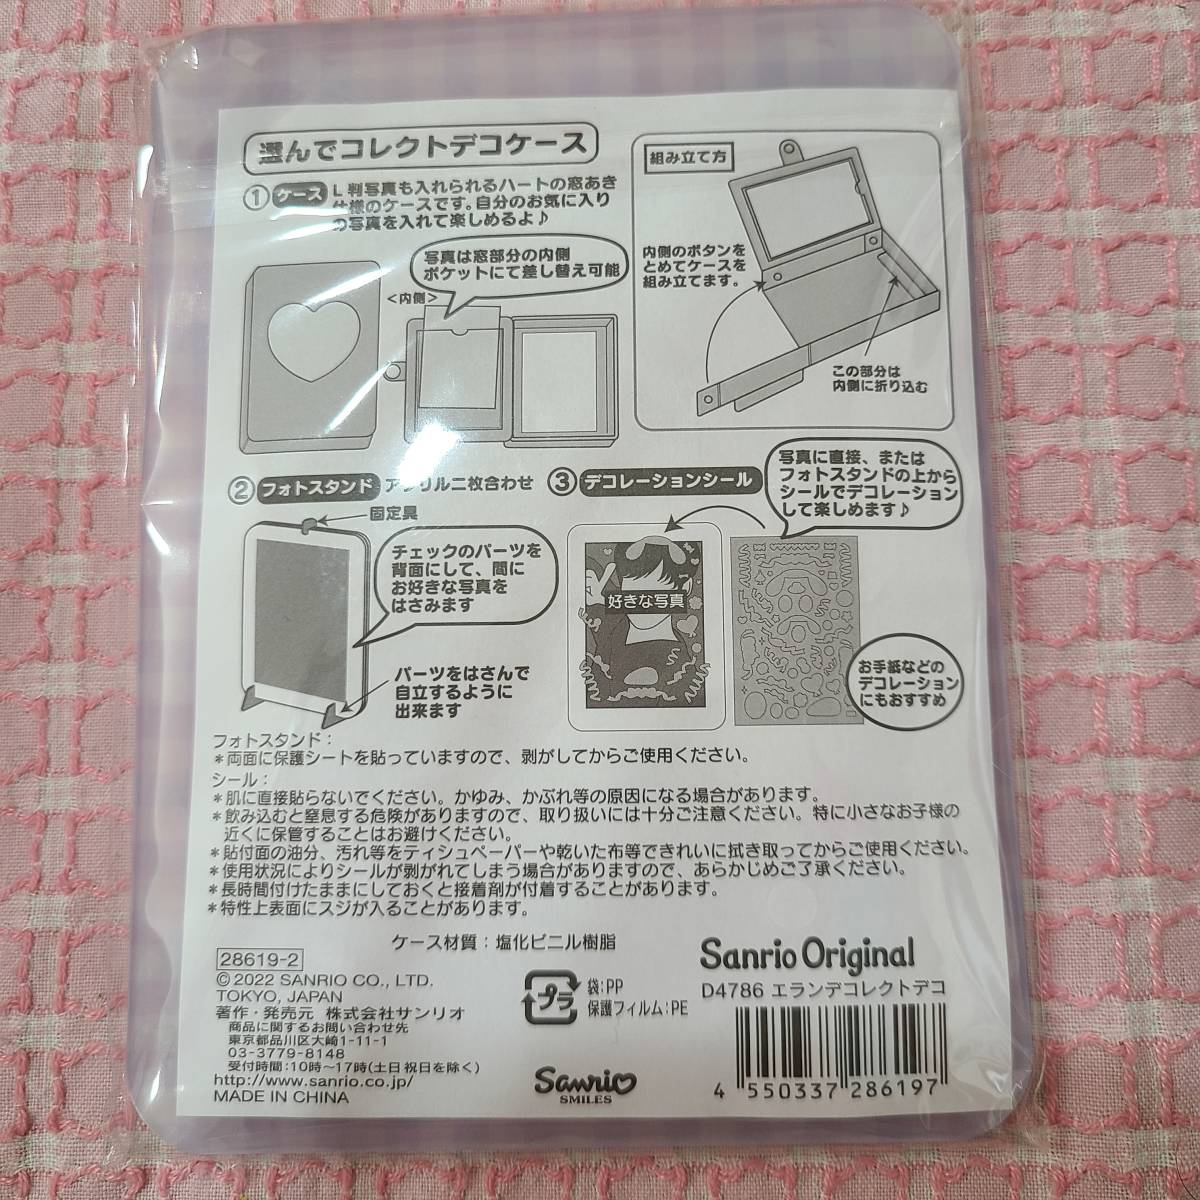 選んでコレクトデコケース
① ケース L判写真も入れられるハートの窓あき
仕様のケースです。自分のお気に入り
の写真を入れて楽しめるよ♪
写真は窓部分の内側
ポケットにて差し替え可能
<内側>
組み立て方
内側のボタンを
とめてケースを
組み立てます。
この部分は
内側に折り込む
② フォトスタンド アクリル二枚合わせ
固定具
チェックのパーツを
背面にして、間に
お好きな写真を
はさみます
パーツをはさんで
自立するように
出来ます
③ デコレーションシール
写真に直接、または
フォトスタンドの上から
シールでデコレーション
して楽しめます♪
好きな写真
お手紙などの
デコレーション
にもおすすめ
フォトスタンド：
＊両面に保護シートを貼っていますので、剥がしてからご使用ください。
シール：
＊肌に直接貼らないでください。かゆみ、かぶれ等の原因になる場合があります。
＊飲み込むと窒息する危険がありますので、取り扱いには十分ご注意ください。特に小さなお子様の
近くに保管することはお避けください。
＊貼付面の油分、汚れ等をティシュペーパーや乾いた布等できれいに拭き取ってからご使用ください。
＊使用状況によりシールが剥がれてしまう場合がありますので、あらかじめご了承ください。
＊長時間付けたままにしておくと接着剤が付着することがあります。
＊特性上表面にスジが入ることがあります。
ケース材質：塩化ビニル樹脂
28619-2
©2022 SANRIO CO., LTD.
TOKYO, JAPAN
著作・発売元 株式会社サンリオ
商品に関するお問い合わせ先
東京都品川区大崎1-11-1
03-3779-8148
受付時間：10時〜17時(土日祝日を除く)
http://www.sanrio.co.jp/
MADE IN CHINA
プラ
袋：PP
保護フィルム：PE
Sanrio
SMILES
Sanrio Original
D4786 エランデコレクトデコ
4 550337 286197